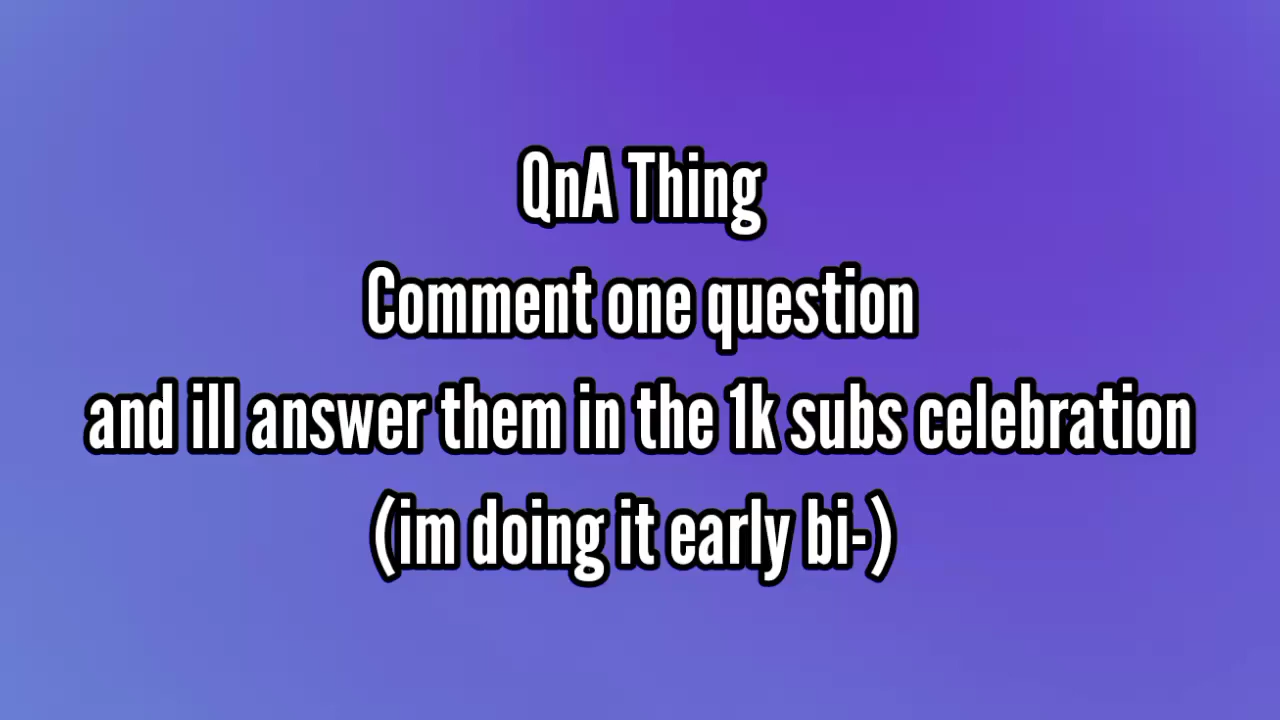 QnA Thing
Comment one question
and ill answer them in the 1k subs celebration
(im doing it early bi-)